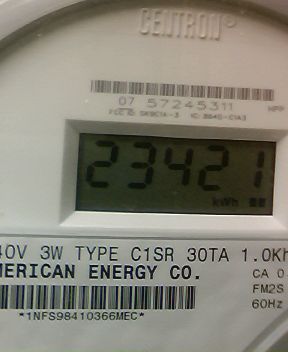 CENTRON®
07 57245311
23421
kWh
40V 3W TYPE C1SR 30TA 1.0Kh
MERICAN ENERGY CO.
CA 0
FM2S
60Hz
*1NFS98410366MEC*